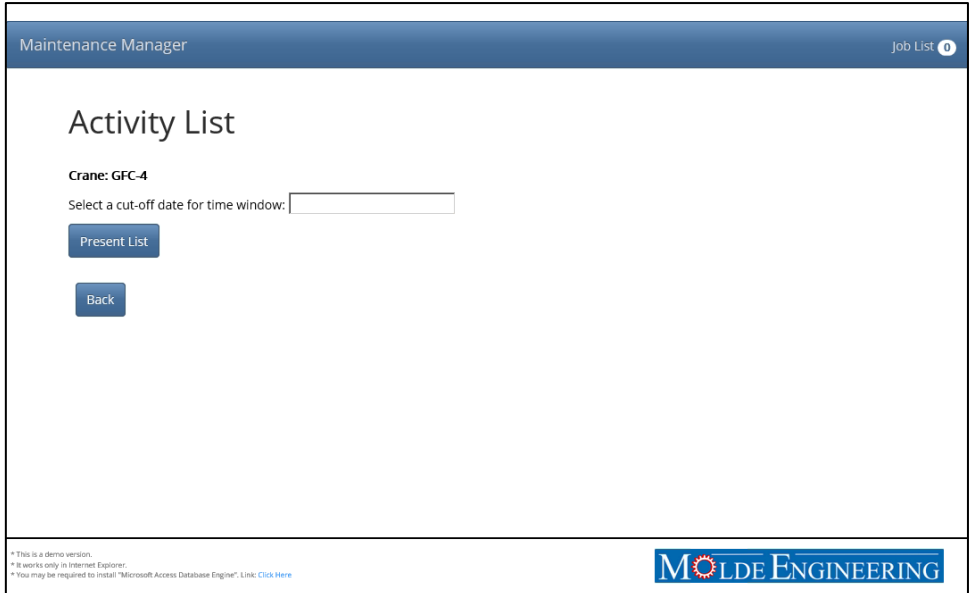 Maintenance Manager
Job List 0
Activity List
Crane: GFC-4
Select a cut-off date for time window:
Present List
Back
* This is a demo version.
* It works only in Internet Explorer.
* You may be required to install "Microsoft Access Database Engine". Link: Click Here
MOLDE ENGINEERING